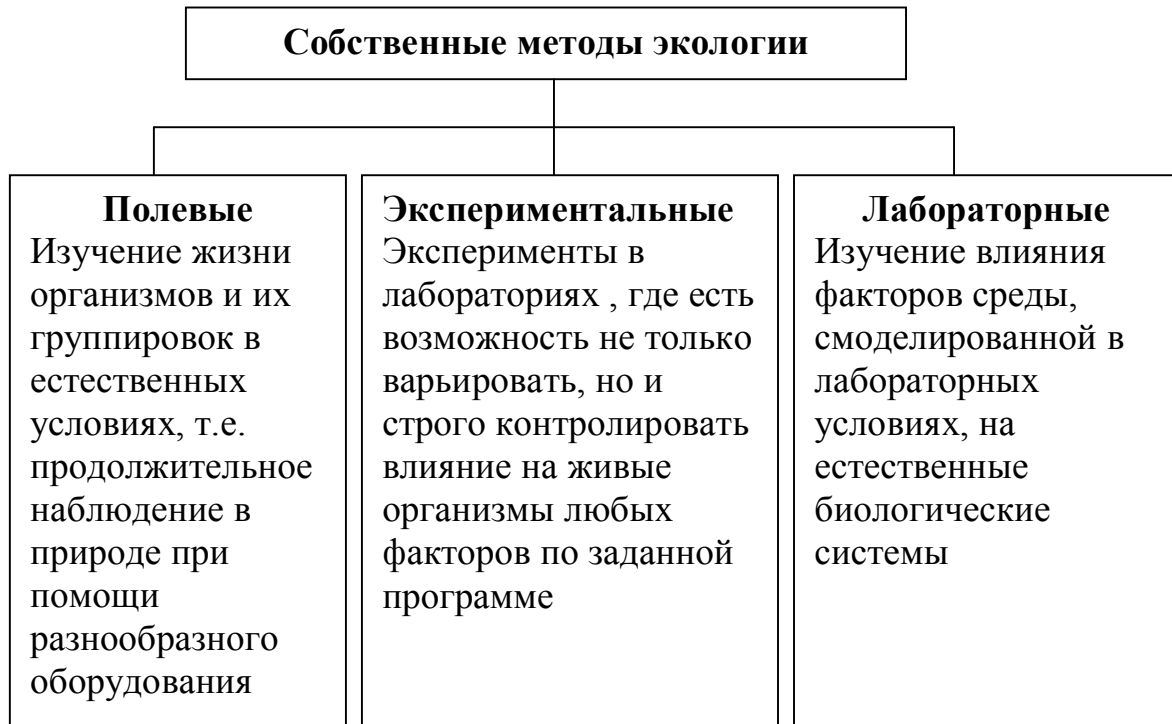 Собственные методы экологии
Полевые
Изучение жизни
организмов и их
группировок в
естественных
условиях, т.е.
продолжительное
наблюдение в
природе при
помощи
разнообразного
оборудования
Экспериментальные
Эксперименты в
лабораториях , где есть
возможность не только
варьировать, но и
строго контролировать
влияние на живые
организмы любых
факторов по заданной
программе
Лабораторные
Изучение влияния
факторов среды,
смоделированной в
лабораторных
условиях, на
естественные
биологические
системы